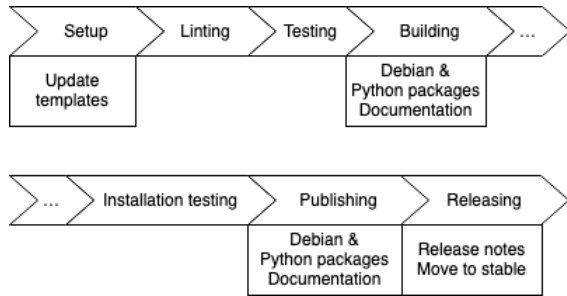 Setup
Linting
Testing
Building
...
Update
templates
Debian &
Python packages
Documentation
...
Installation testing
Publishing
Releasing
Debian &
Python packages
Documentation
Release notes
Move to stable